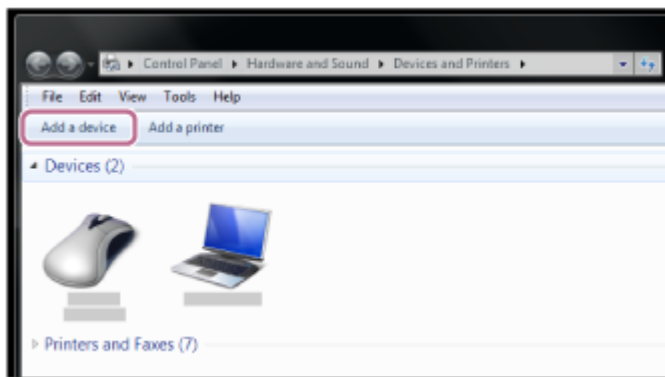 Control Panel Hardware and Sound Devices and Printers
File Edit View Tools Help
Add a device Add a printer
Devices (2)
Printers and Faxes (7)